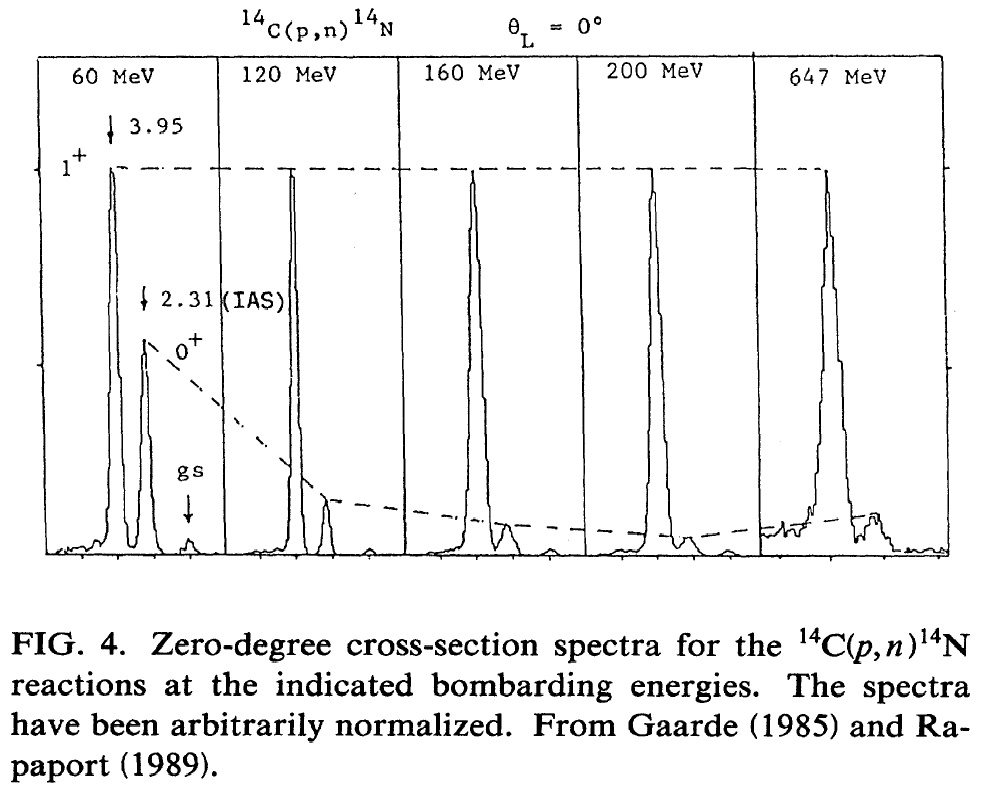 ¹⁴C(p,n)¹⁴N θ_L = 0°
60 MeV 120 MeV 160 MeV 200 MeV 647 MeV
3.95
1⁺
2.31(IAS)
0⁺
gs
FIG. 4. Zero-degree cross-section spectra for the ¹⁴C(p,n)¹⁴N
reactions at the indicated bombarding energies. The spectra
have been arbitrarily normalized. From Gaarde (1985) and Ra-
paport (1989).